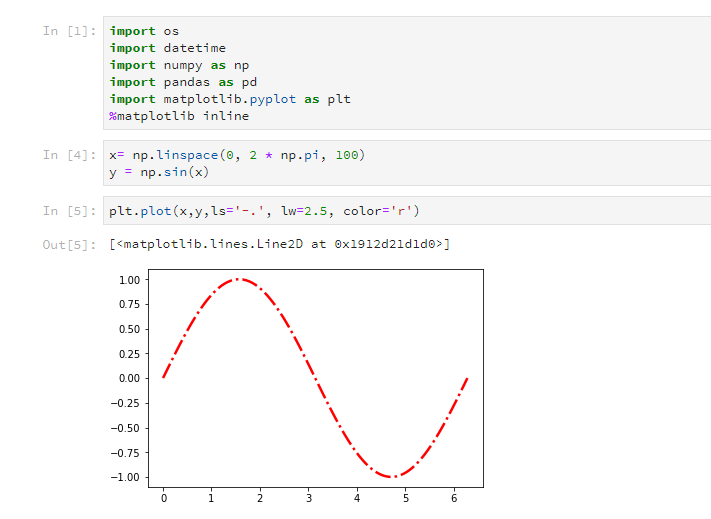 In [1]: import os
import datetime
import numpy as np
import pandas as pd
import matplotlib.pyplot as plt
%matplotlib inline
In [4]: x= np.linspace(0, 2 * np.pi, 100)
y = np.sin(x)
In [5]: plt.plot(x,y,ls='-.', lw=2.5, color='r')
Out[5]: [<matplotlib.lines.Line2D at 0x1912d21d1d0>]
1.00
0.75
0.50
0.25
0.00
−0.25
−0.50
−0.75
−1.00
0 1 2 3 4 5 6